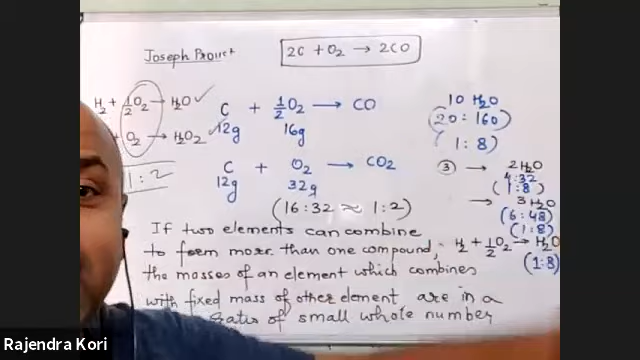 Joseph Proust
2C + O₂ → 2CO
H₂ + 1/2 O₂ → H₂O ✓
+ O₂ → H₂O₂ ✓
1 : 2
C + 1/2 O₂ → CO
12g 16g
C + O₂ → CO₂
12g 32g
(16 : 32 ≈ 1 : 2)
10 H₂O
(20 : 160)
(1 : 8)
③ → 2H₂O
4:32
(1:8)
→ 3H₂O
(6:48)
(1:8)
H₂ + 1/2 O₂ → H₂O
(1:8)
If two elements can combine
to form more than one compound,
the masses of an element which combines
with fixed mass of other element are in a
Ratio of small whole number
Rajendra Kori